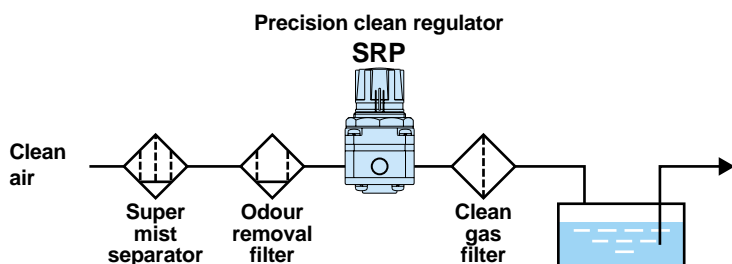 Precision clean regulator
SRP
Clean
air
Super
mist
separator
Odour
removal
filter
Clean
gas
filter